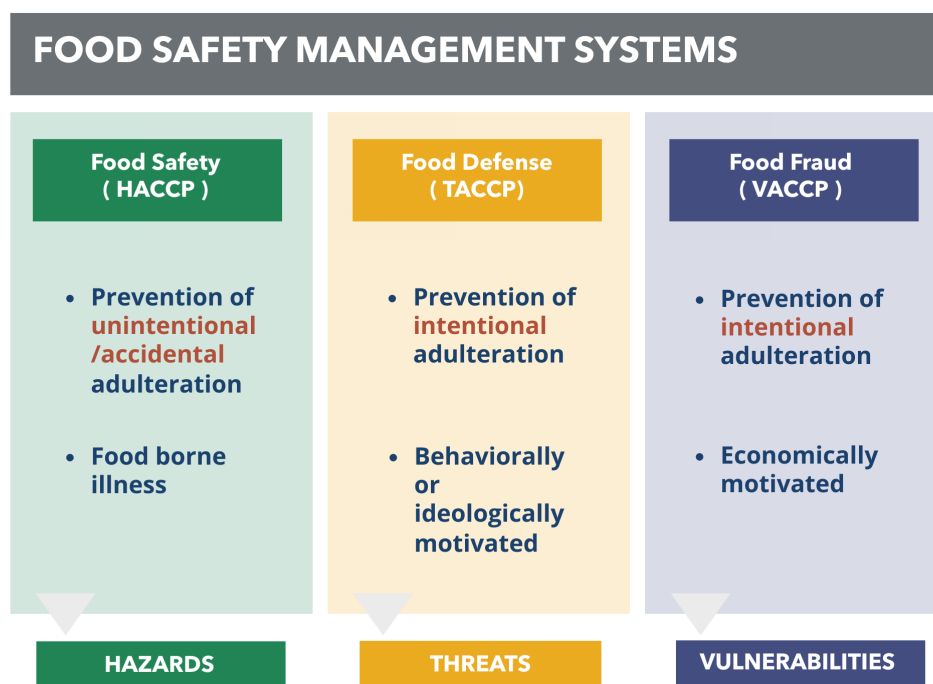 FOOD SAFETY MANAGEMENT SYSTEMS
Food Safety
( HACCP )
• Prevention of
unintentional
/accidental
adulteration
• Food borne
illness
HAZARDS
Food Defense
( TACCP)
• Prevention of
intentional
adulteration
• Behaviorally
or
ideologically
motivated
THREATS
Food Fraud
( VACCP )
• Prevention of
intentional
adulteration
• Economically
motivated
VULNERABILITIES